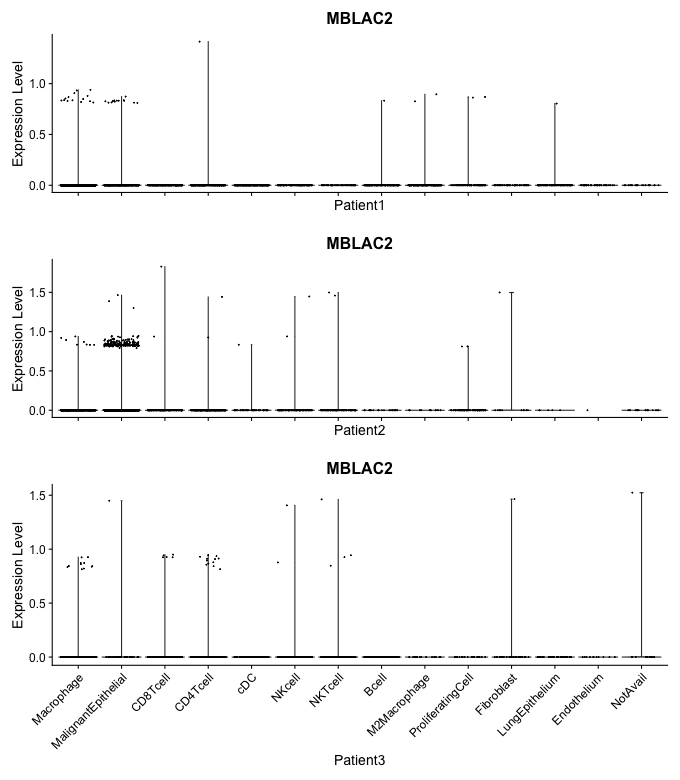 MBLAC2
Expression Level
1.0
0.5
0.0
Patient1
MBLAC2
Expression Level
1.5
1.0
0.5
0.0
Patient2
MBLAC2
Expression Level
1.5
1.0
0.5
0.0
Macrophage
MalignantEpithelial
CD8Tcell
CD4Tcell
cDC
NKcell
NKTcell
Bcell
M2Macrophage
ProliferatingCell
Fibroblast
LungEpithelium
Endothelium
NotAvail
Patient3